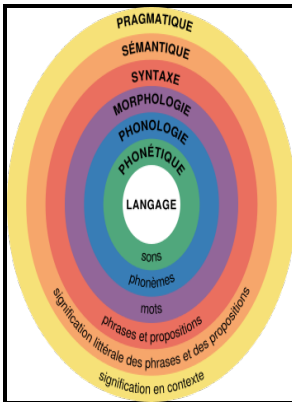 PRAGMATIQUE
SÉMANTIQUE
SYNTAXE
MORPHOLOGIE
PHONOLOGIE
PHONÉTIQUE
LANGAGE
sons
phonèmes
mots
phrases et propositions
signification littérale des phrases et des propositions
signification en contexte